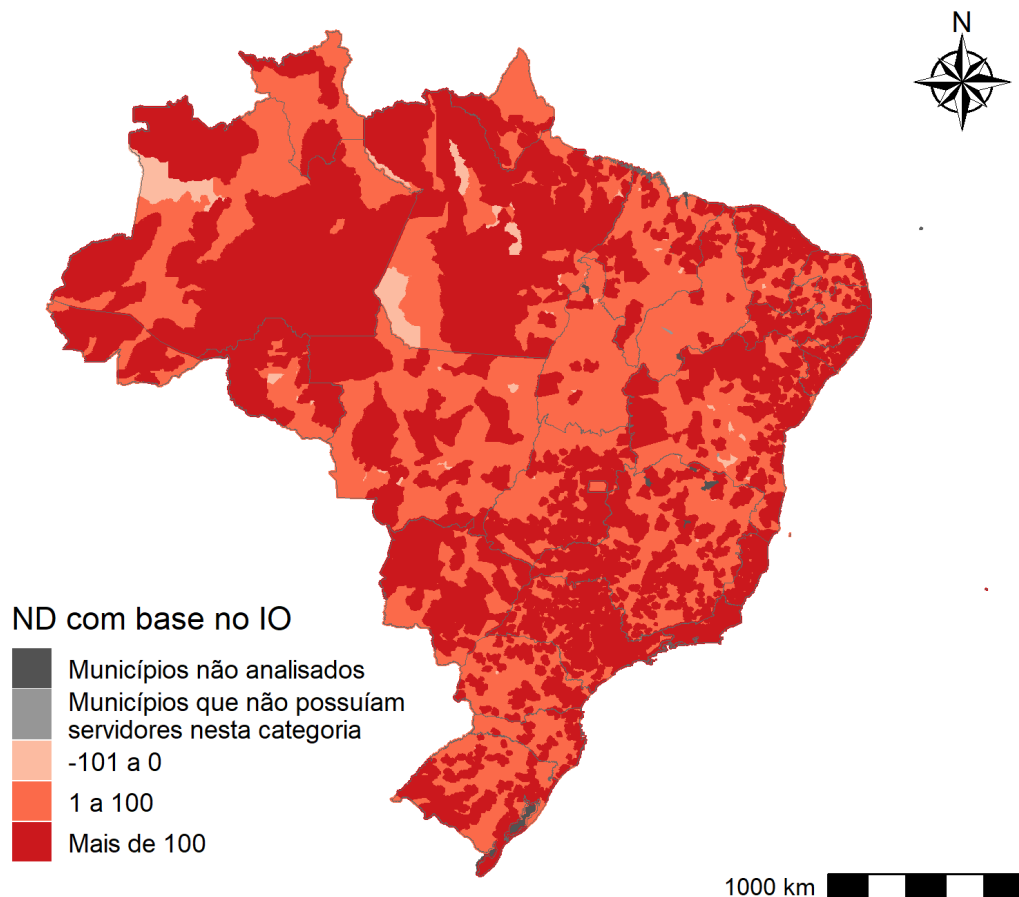 N
ND com base no IO
Municípios não analisados
Municípios que não possuíam
servidores nesta categoria
-101 a 0
1 a 100
Mais de 100
1000 km